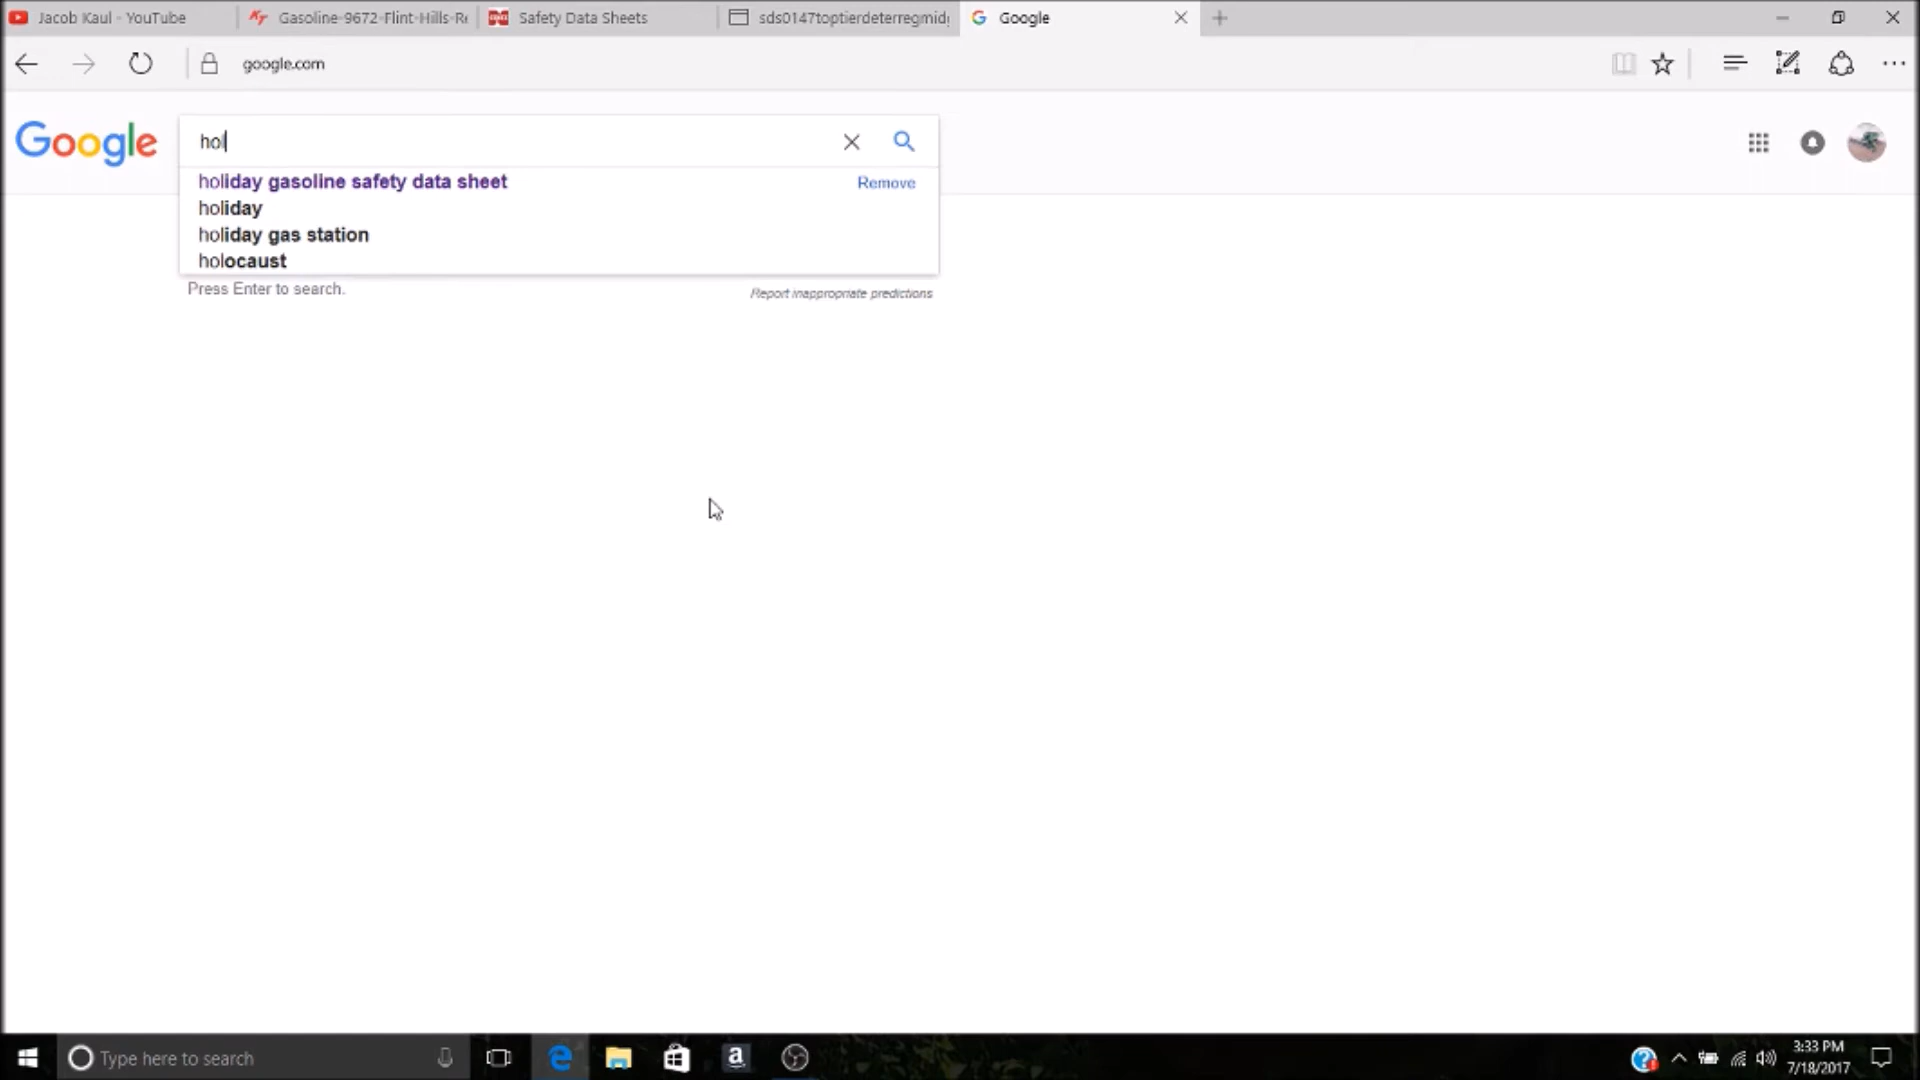 Jacob Kaul - YouTube
Gasoline-9672-Flint-Hills-Re
Safety Data Sheets
sds0147toptierdeterregmidg
Google
google.com
Google
hol
holiday gasoline safety data sheet
Remove
holiday
holiday gas station
holocaust
Press Enter to search.
Report inappropriate predictions
Type here to search
3:33 PM
7/18/2017